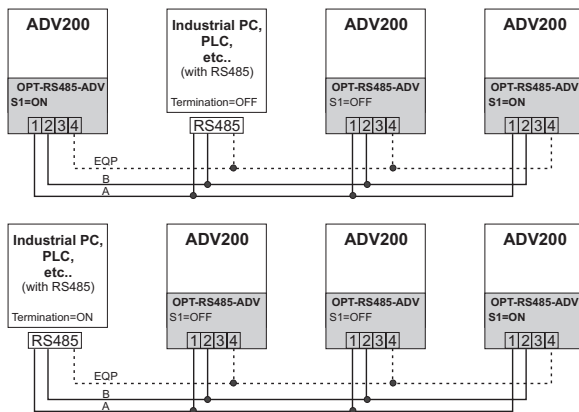 ADV200
OPT-RS485-ADV
S1=ON
1 2 3 4
Industrial PC,
PLC,
etc..
(with RS485)
Termination=OFF
RS485
ADV200
OPT-RS485-ADV
S1=OFF
1 2 3 4
ADV200
OPT-RS485-ADV
S1=ON
1 2 3 4
EQP
B
A
Industrial PC,
PLC,
etc..
(with RS485)
Termination=ON
RS485
ADV200
OPT-RS485-ADV
S1=OFF
1 2 3 4
ADV200
OPT-RS485-ADV
S1=OFF
1 2 3 4
ADV200
OPT-RS485-ADV
S1=ON
1 2 3 4
EQP
B
A